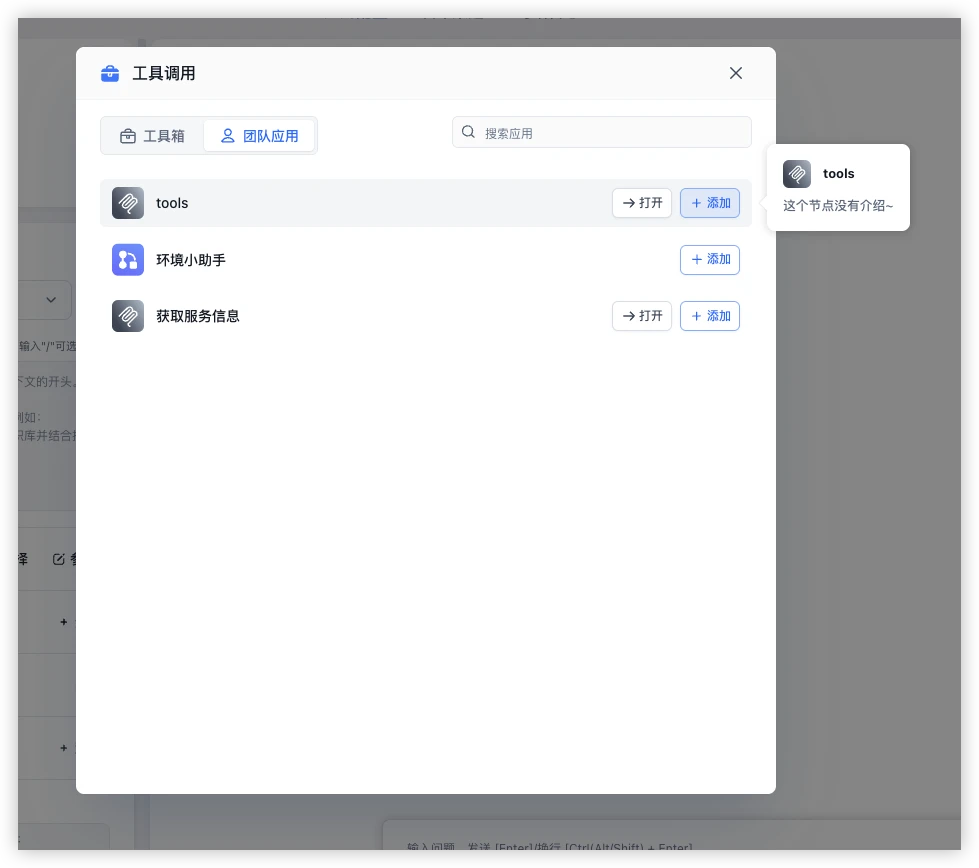 工具调用
工具箱
团队应用
搜索应用
tools
打开
添加
tools
这个节点没有介绍~
环境小助手
添加
获取服务信息
打开
添加
输入"/"可选
下文的开头，
例如：
识库并结合
择
输入问题，发送 [Enter]/换行 [Ctrl(Alt/Shift) + Enter]